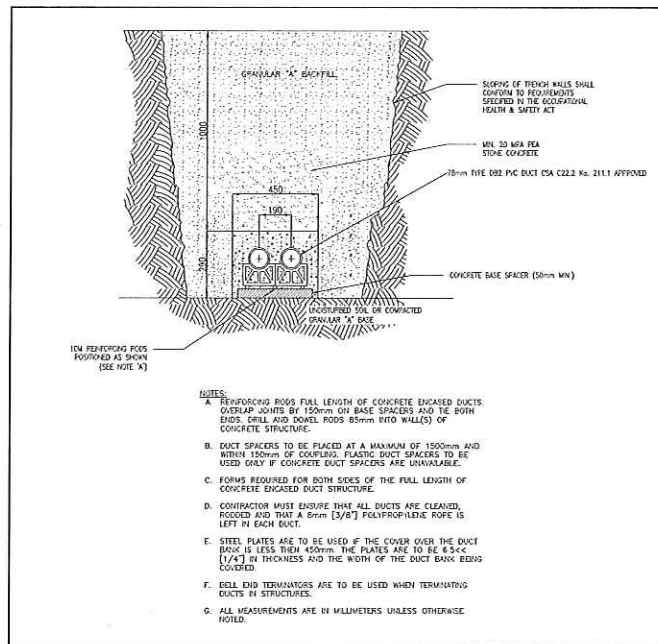 GRANULAR "A" BACKFILL
SLOPING OF TRENCH WALLS SHALL
CONFORM TO REQUIREMENTS
SPECIFIED IN THE OCCUPATIONAL
HEALTH & SAFETY ACT
1000
MIN. 20 MPA PEA
STONE CONCRETE
75mm TYPE DB2 PVC DUCT CSA C22.2 No. 211.1 APPROVED
450
190
290
CONCRETE BASE SPACER (50mm MIN)
UNDISTURBED SOIL OR COMPACTED
GRANULAR "A" BASE
10M REINFORCING RODS
POSITIONED AS SHOWN
(SEE NOTE 'A')
NOTES:
A. REINFORCING RODS FULL LENGTH OF CONCRETE ENCASED DUCTS.
OVERLAP JOINTS BY 150mm ON BASE SPACERS AND TIE BOTH
ENDS. DRILL AND DOWEL RODS 85mm INTO WALL(S) OF
CONCRETE STRUCTURE.
B. DUCT SPACERS TO BE PLACED AT A MAXIMUM OF 1500mm AND
WITHIN 150mm OF COUPLING. PLASTIC DUCT SPACERS TO BE
USED ONLY IF CONCRETE DUCT SPACERS ARE UNAVAILABLE.
C. FORMS REQUIRED FOR BOTH SIDES OF THE FULL LENGTH OF
CONCRETE ENCASED DUCT STRUCTURE.
D. CONTRACTOR MUST ENSURE THAT ALL DUCTS ARE CLEANED,
RODDED AND THAT A 8mm [3/8"] POLYPROPYLENE ROPE IS
LEFT IN EACH DUCT.
E. STEEL PLATES ARE TO BE USED IF THE COVER OVER THE DUCT
BANK IS LESS THEN 450mm. THE PLATES ARE TO BE 6.5<<
[1/4"] IN THICKNESS AND THE WIDTH OF THE DUCT BANK BEING
COVERED.
F. BELL END TERMINATORS ARE TO BE USED WHEN TERMINATING
DUCTS IN STRUCTURES.
G. ALL MEASUREMENTS ARE IN MILLIMETERS UNLESS OTHERWISE
NOTED.